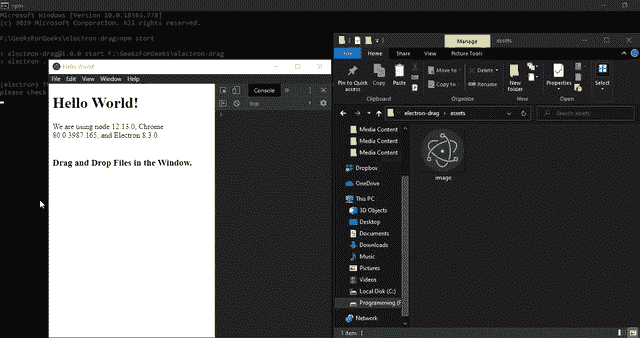 npm
Microsoft Windows [Version 10.0.18363.778]
(c) 2019 Microsoft Corporation. All rights reserved.
F:\GeeksForGeeks\electron-drag>npm start
> electron-drag@1.0.0 start F:\GeeksForGeeks\electron-drag
> electron .
(electron)
please check
Hello World!
File Edit View Window Help
Console
top
Hello World!
We are using node 12.13.0, Chrome
80.0.3987.165, and Electron 8.3.0.
Drag and Drop Files in the Window.
Manage
assets
File Home Share View Picture Tools
Pin to Quick access
Copy
Paste
Move to
Copy to
Delete
Rename
New folder
Properties
Select
Clipboard
Organize
New
Open
electron-drag > assets
Search assets
Media Content
Media Content
Media Content
Dropbox
OneDrive
This PC
3D Objects
Desktop
Documents
Downloads
Music
Pictures
Videos
Local Disk (C:)
Programming (F
Network
image
1 item